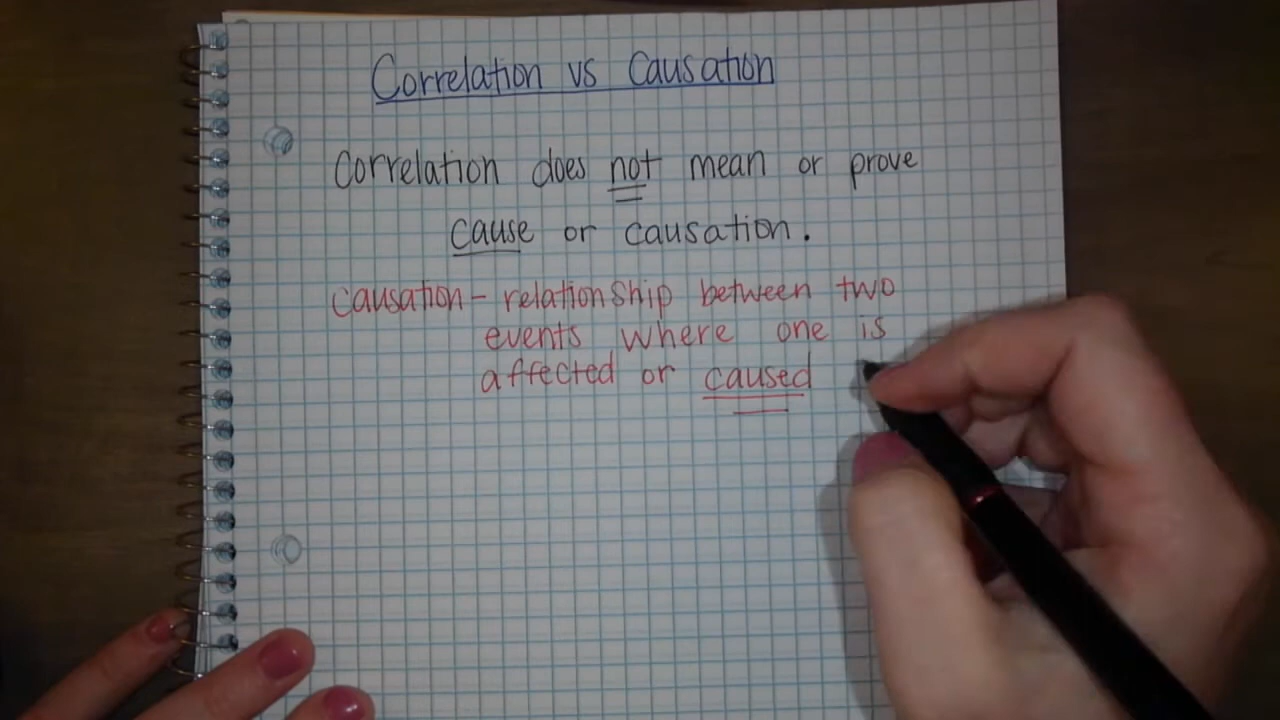 Correlation vs Causation
Correlation does not mean or prove
cause or causation.
causation - relationship between two
events where one is
affected or caused